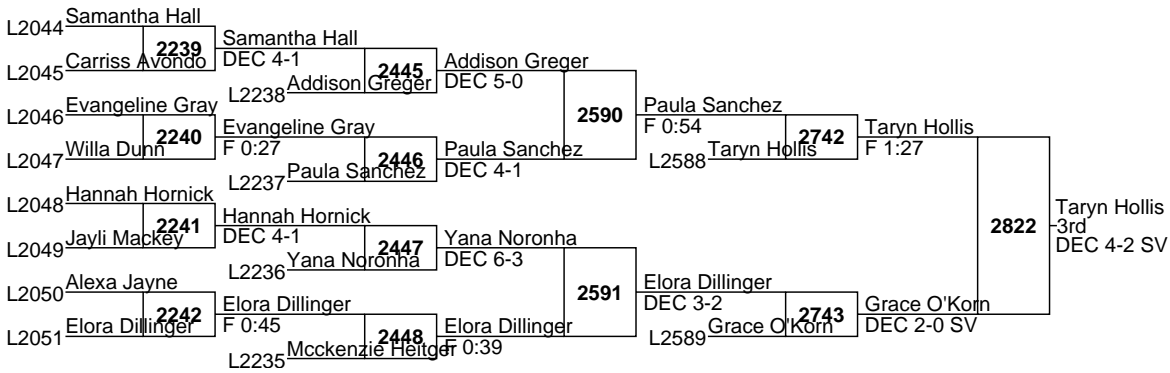 L2044 Samantha Hall
2239
L2045 Carriss Avondo
Samantha Hall
DEC 4-1
2445
L2238 Addison Greger
Addison Greger
DEC 5-0
L2046 Evangeline Gray
2240
L2047 Willa Dunn
Evangeline Gray
F 0:27
2446
L2237 Paula Sanchez
Paula Sanchez
DEC 4-1
2590
Paula Sanchez
F 0:54
2742
L2588 Taryn Hollis
Taryn Hollis
F 1:27
L2048 Hannah Hornick
2241
L2049 Jayli Mackey
Hannah Hornick
DEC 4-1
2447
L2236 Yana Noronha
Yana Noronha
DEC 6-3
L2050 Alexa Jayne
2242
L2051 Elora Dillinger
Elora Dillinger
F 0:45
2448
L2235 Mcckenzie Heitger
Elora Dillinger
F 0:39
2591
Elora Dillinger
DEC 3-2
2743
L2589 Grace O'Korn
Grace O'Korn
DEC 2-0 SV
2822
Taryn Hollis
3rd
DEC 4-2 SV